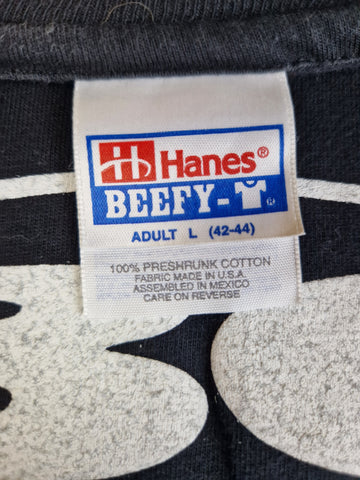 Hanes®
BEEFY-T®
ADULT L (42-44)
100% PRESHRUNK COTTON
FABRIC MADE IN U.S.A.
ASSEMBLED IN MEXICO
CARE ON REVERSE